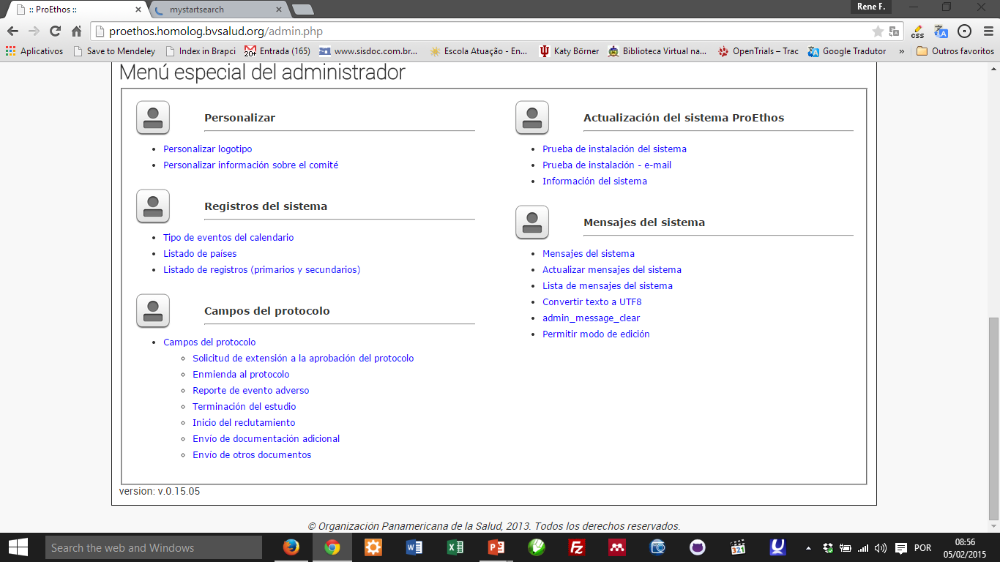 :: ProEthos ::
mystartsearch
Rene F.
proethos.homolog.bvsalud.org/admin.php
css
Aplicativos
Save to Mendeley
Index in Brapci
20+
Entrada (165)
www.sisdoc.com.br...
Escola Atuação - En...
Katy Börner
Biblioteca Virtual na...
OpenTrials – Trac
Google Tradutor
»
Outros favoritos
Menú especial del administrador
Personalizar
Personalizar logotipo
Personalizar información sobre el comité
Registros del sistema
Tipo de eventos del calendario
Listado de países
Listado de registros (primarios y secundarios)
Campos del protocolo
Campos del protocolo
Solicitud de extensión a la aprobación del protocolo
Enmienda al protocolo
Reporte de evento adverso
Terminación del estudio
Inicio del reclutamiento
Envío de documentación adicional
Envío de otros documentos
Actualización del sistema ProEthos
Prueba de instalación del sistema
Prueba de instalación - e-mail
Información del sistema
Mensajes del sistema
Mensajes del sistema
Actualizar mensajes del sistema
Lista de mensajes del sistema
Convertir texto a UTF8
admin_message_clear
Permitir modo de edición
version: v.0.15.05
© Organización Panamericana de la Salud, 2013. Todos los derechos reservados.
Search the web and Windows
321
POR
08:56
05/02/2015